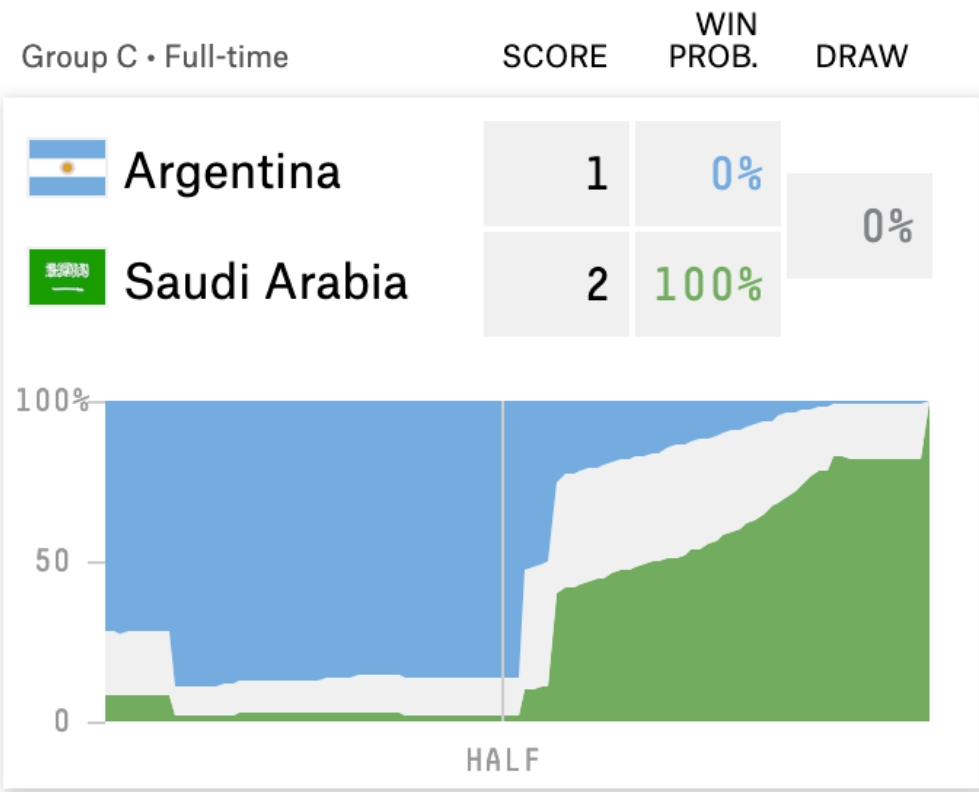 Group C • Full-time SCORE WIN PROB. DRAW
Argentina 1 0%
0%
Saudi Arabia 2 100%
100%
50
0
HALF